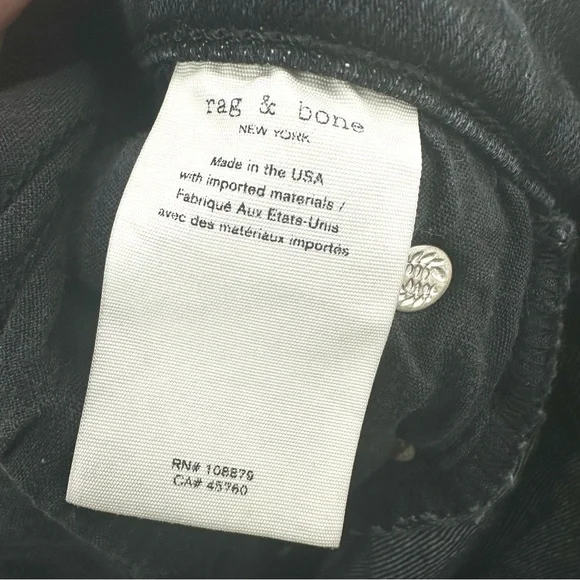 rag & bone
NEW YORK
Made in the USA
with imported materials /
Fabriqué Aux États-Unis
avec des matériaux importés
RN# 108879
CA# 45760